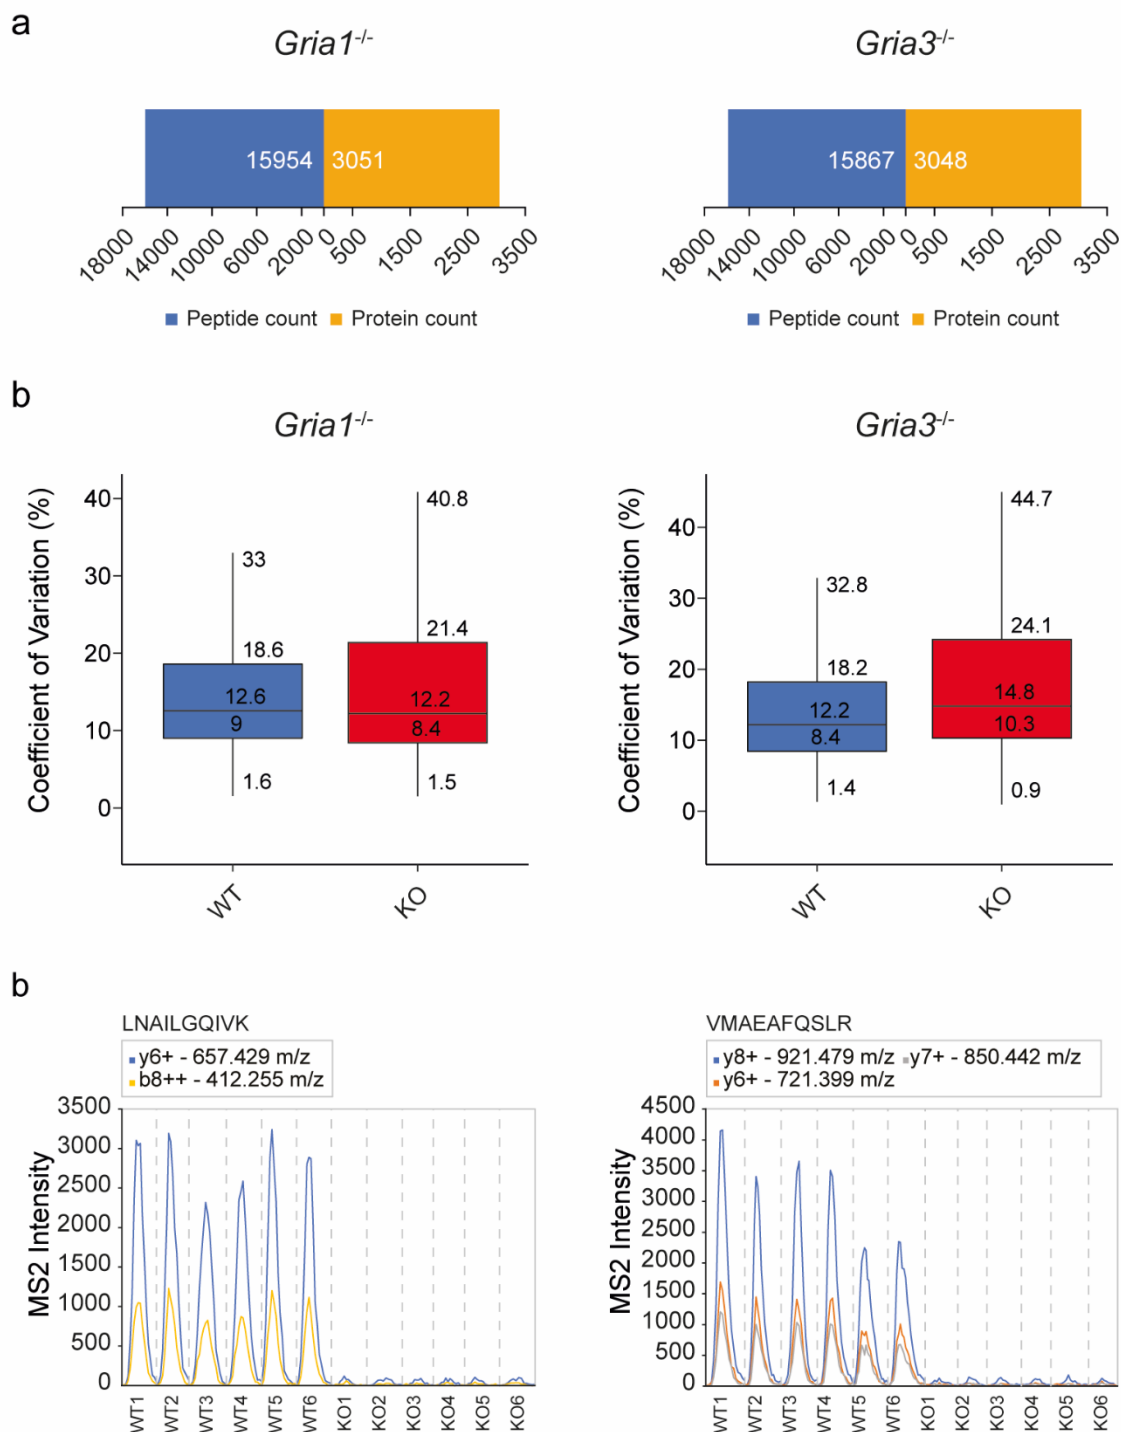 a
Gria1-/-
Gria3-/-
15954 3051
15867 3048
18000 14000 10000 6000 2000 0 500 1500 2500 3500
18000 14000 10000 6000 2000 0 500 1500 2500 3500
Peptide count Protein count
Peptide count Protein count
b
Gria1-/-
Gria3-/-
Coefficient of Variation (%)
40
30
20
10
0
33
18.6
12.6
9
1.6
40.8
21.4
12.2
8.4
1.5
WT KO
Coefficient of Variation (%)
40
30
20
10
0
32.8
18.2
12.2
8.4
1.4
44.7
24.1
14.8
10.3
0.9
WT KO
b
LNAILGQIVK
y6+ - 657.429 m/z
b8++ - 412.255 m/z
MS2 Intensity
3500
3000
2500
2000
1500
1000
500
0
WT1 WT2 WT3 WT4 WT5 WT6 KO1 KO2 KO3 KO4 KO5 KO6
VMAEAFQSLR
y8+ - 921.479 m/z y7+ - 850.442 m/z
y6+ - 721.399 m/z
MS2 Intensity
4500
4000
3500
3000
2500
2000
1500
1000
500
0
WT1 WT2 WT3 WT4 WT5 WT6 KO1 KO2 KO3 KO4 KO5 KO6